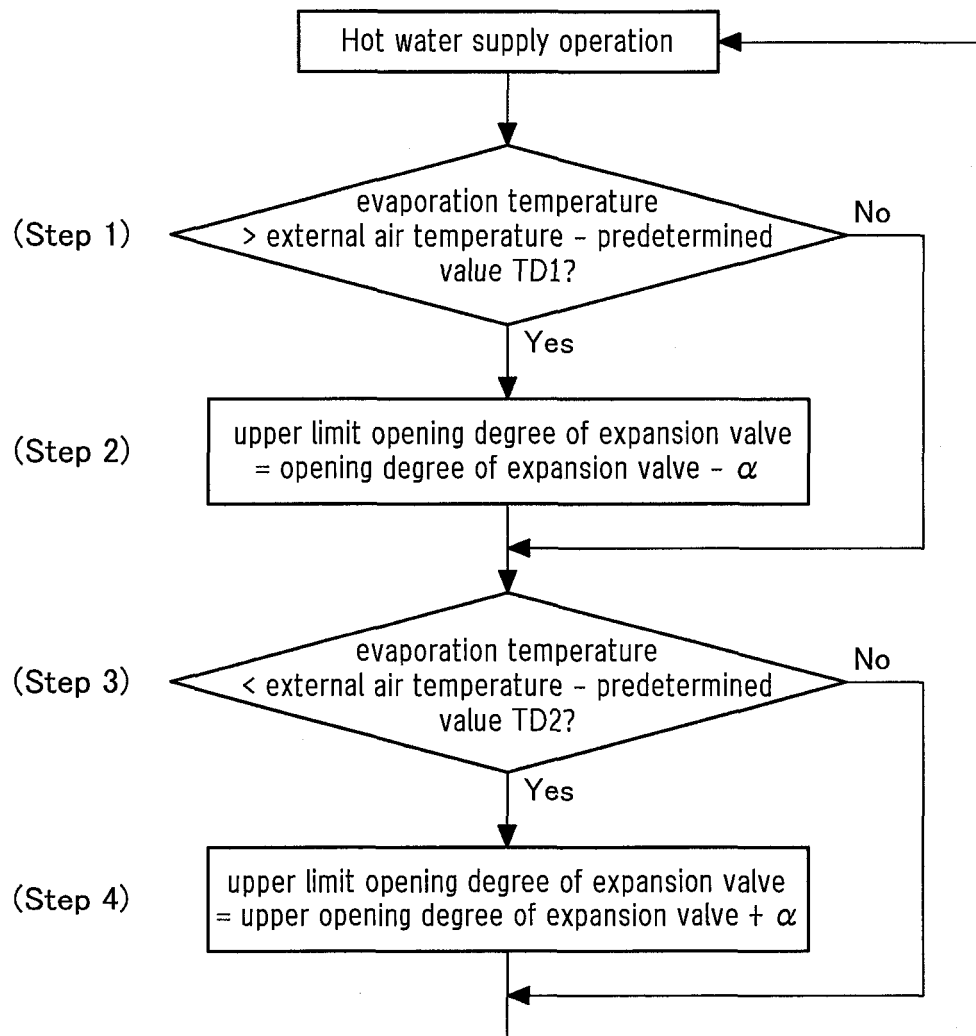 Hot water supply operation
(Step 1)
evaporation temperature
> external air temperature – predetermined
value TD1?
No
Yes
(Step 2)
upper limit opening degree of expansion valve
= opening degree of expansion valve – α
(Step 3)
evaporation temperature
< external air temperature – predetermined
value TD2?
No
Yes
(Step 4)
upper limit opening degree of expansion valve
= upper opening degree of expansion valve + α